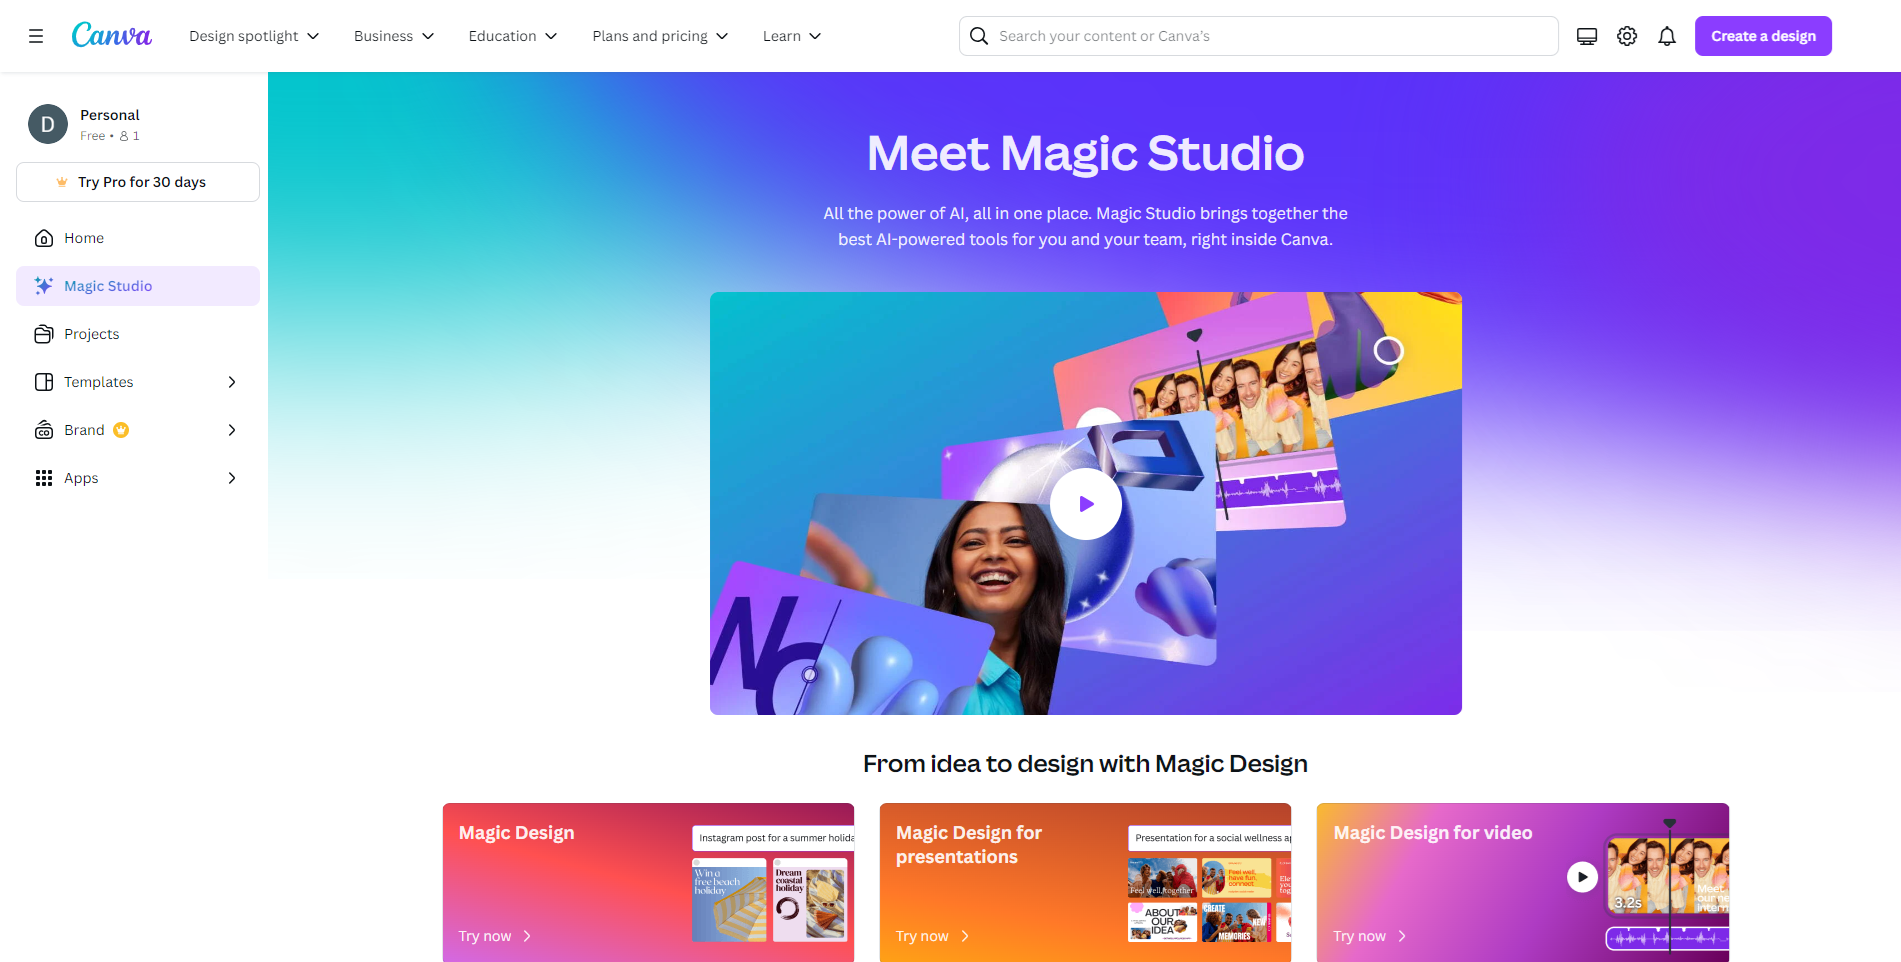 Canva
Design spotlight
Business
Education
Plans and pricing
Learn
Search your content or Canva's
Create a design
D
Personal
Free • 1
Try Pro for 30 days
Home
Magic Studio
Projects
Templates
Brand
Apps
Meet Magic Studio
All the power of AI, all in one place. Magic Studio brings together the
best AI-powered tools for you and your team, right inside Canva.
From idea to design with Magic Design
Magic Design
Instagram post for a summer holida
Win a
free beach
holiday
Dream
coastal
holiday
Try now
Magic Design for
presentations
Presentation for a social wellness ap
Feel well, together
Feel well,
have fun,
connect
ABOUT
OUR
IDEA
CREATE
NEW
MEMORIES
Try now
Magic Design for video
3.2s
Meet
our ne
intern
Try now